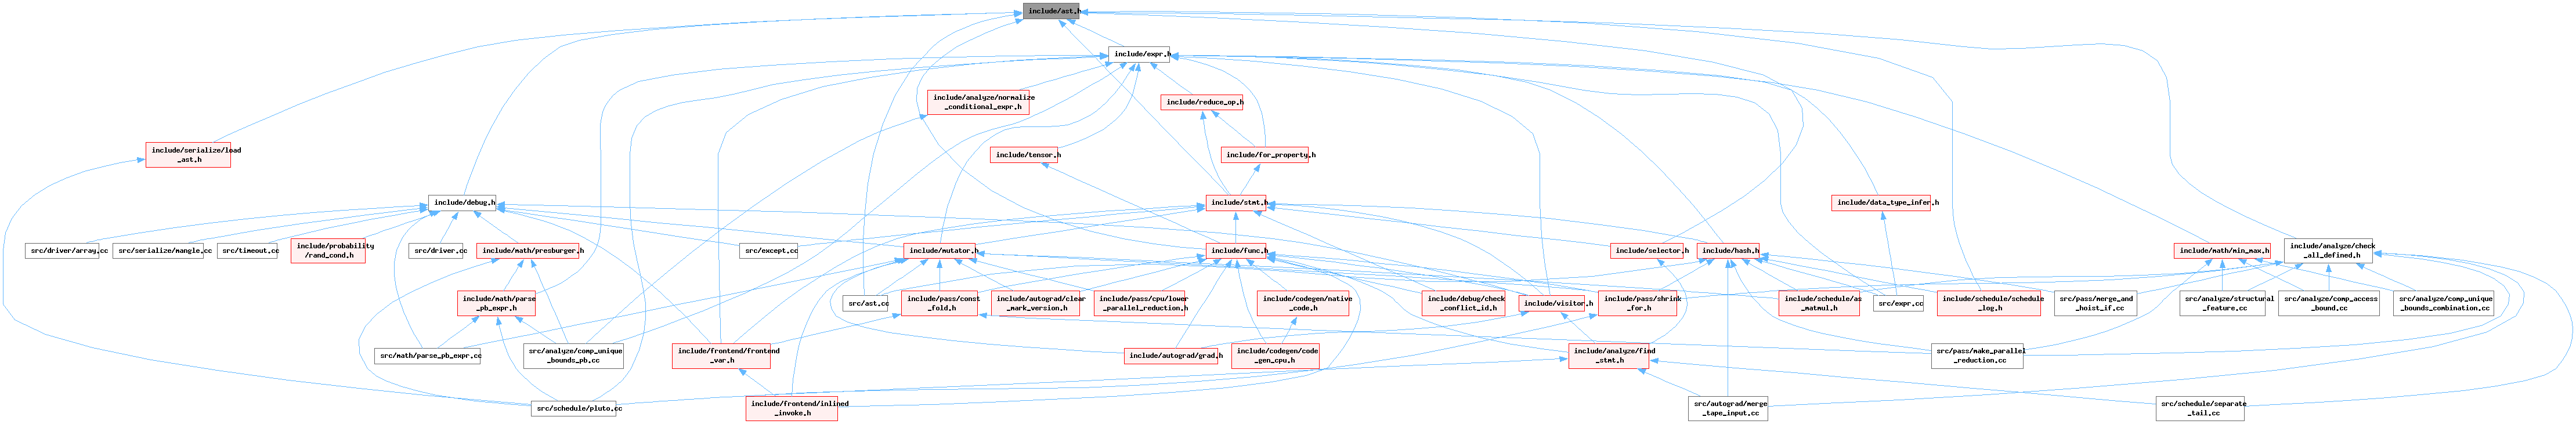 include/ast.h
include/expr.h
include/analyze/normalize
_conditional_expr.h
include/reduce_op.h
include/serialize/load
_ast.h
include/tensor.h
include/for_property.h
include/debug.h
include/stmt.h
include/data_type_infer.h
src/driver/array.cc
src/serialize/mangle.cc
src/timeout.cc
include/probability
/rand_cond.h
src/driver.cc
include/math/presburger.h
src/except.cc
include/mutator.h
include/func.h
include/selector.h
include/hash.h
include/math/min_max.h
include/analyze/check
_all_defined.h
include/math/parse
_pb_expr.h
src/ast.cc
include/pass/const
_fold.h
include/autograd/clear
_mark_version.h
include/pass/cpu/lower
_parallel_reduction.h
include/codegen/native
_code.h
include/debug/check
_conflict_id.h
include/visitor.h
include/pass/shrink
_for.h
include/schedule/as
_matmul.h
src/expr.cc
include/schedule/schedule
_log.h
src/pass/merge_and
_hoist_if.cc
src/analyze/structural
_feature.cc
src/analyze/comp_access
_bound.cc
src/analyze/comp_unique
_bounds_combination.cc
src/math/parse_pb_expr.cc
src/analyze/comp_unique
_bounds_pb.cc
include/frontend/frontend
_var.h
include/autograd/grad.h
include/codegen/code
_gen_cpu.h
include/analyze/find
_stmt.h
src/pass/make_parallel
_reduction.cc
src/schedule/pluto.cc
include/frontend/inlined
_invoke.h
src/autograd/merge
_tape_input.cc
src/schedule/separate
_tail.cc